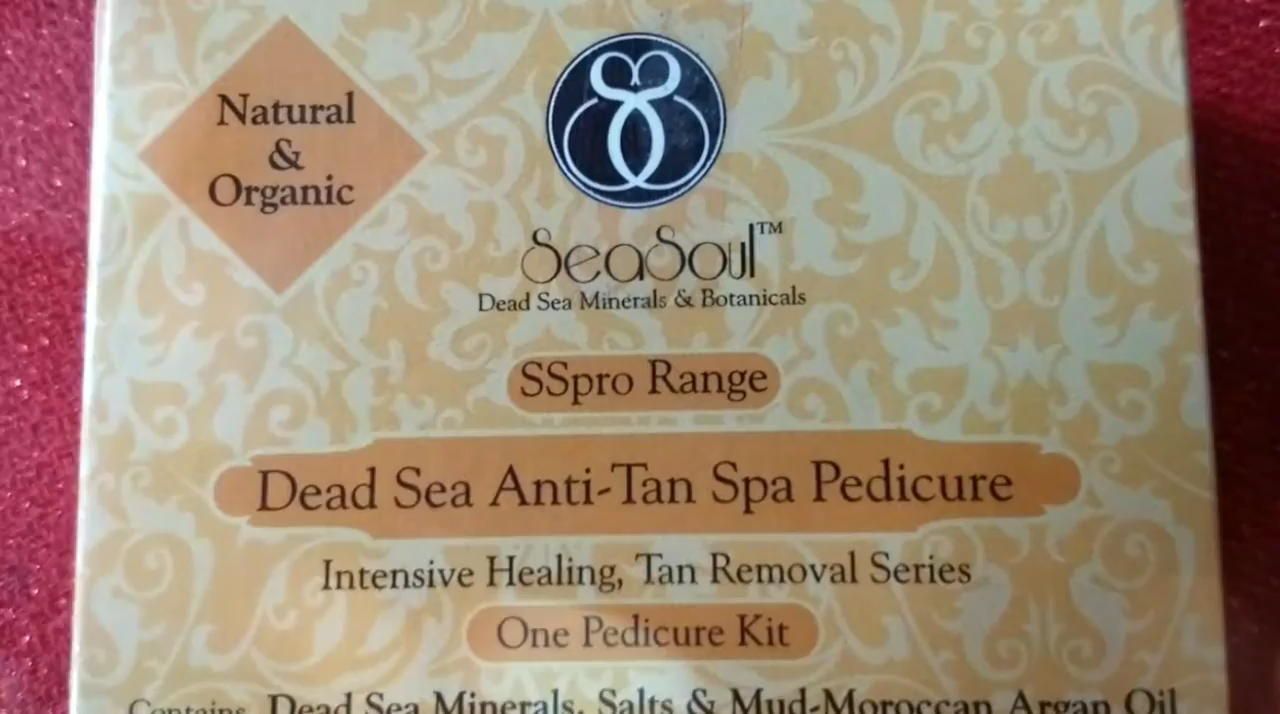 Natural
&
Organic
SeaSoul™
Dead Sea Minerals & Botanicals
SSpro Range
Dead Sea Anti-Tan Spa Pedicure
Intensive Healing, Tan Removal Series
One Pedicure Kit
Contains Dead Sea Minerals, Salts & Mud-Moroccan Argan Oil